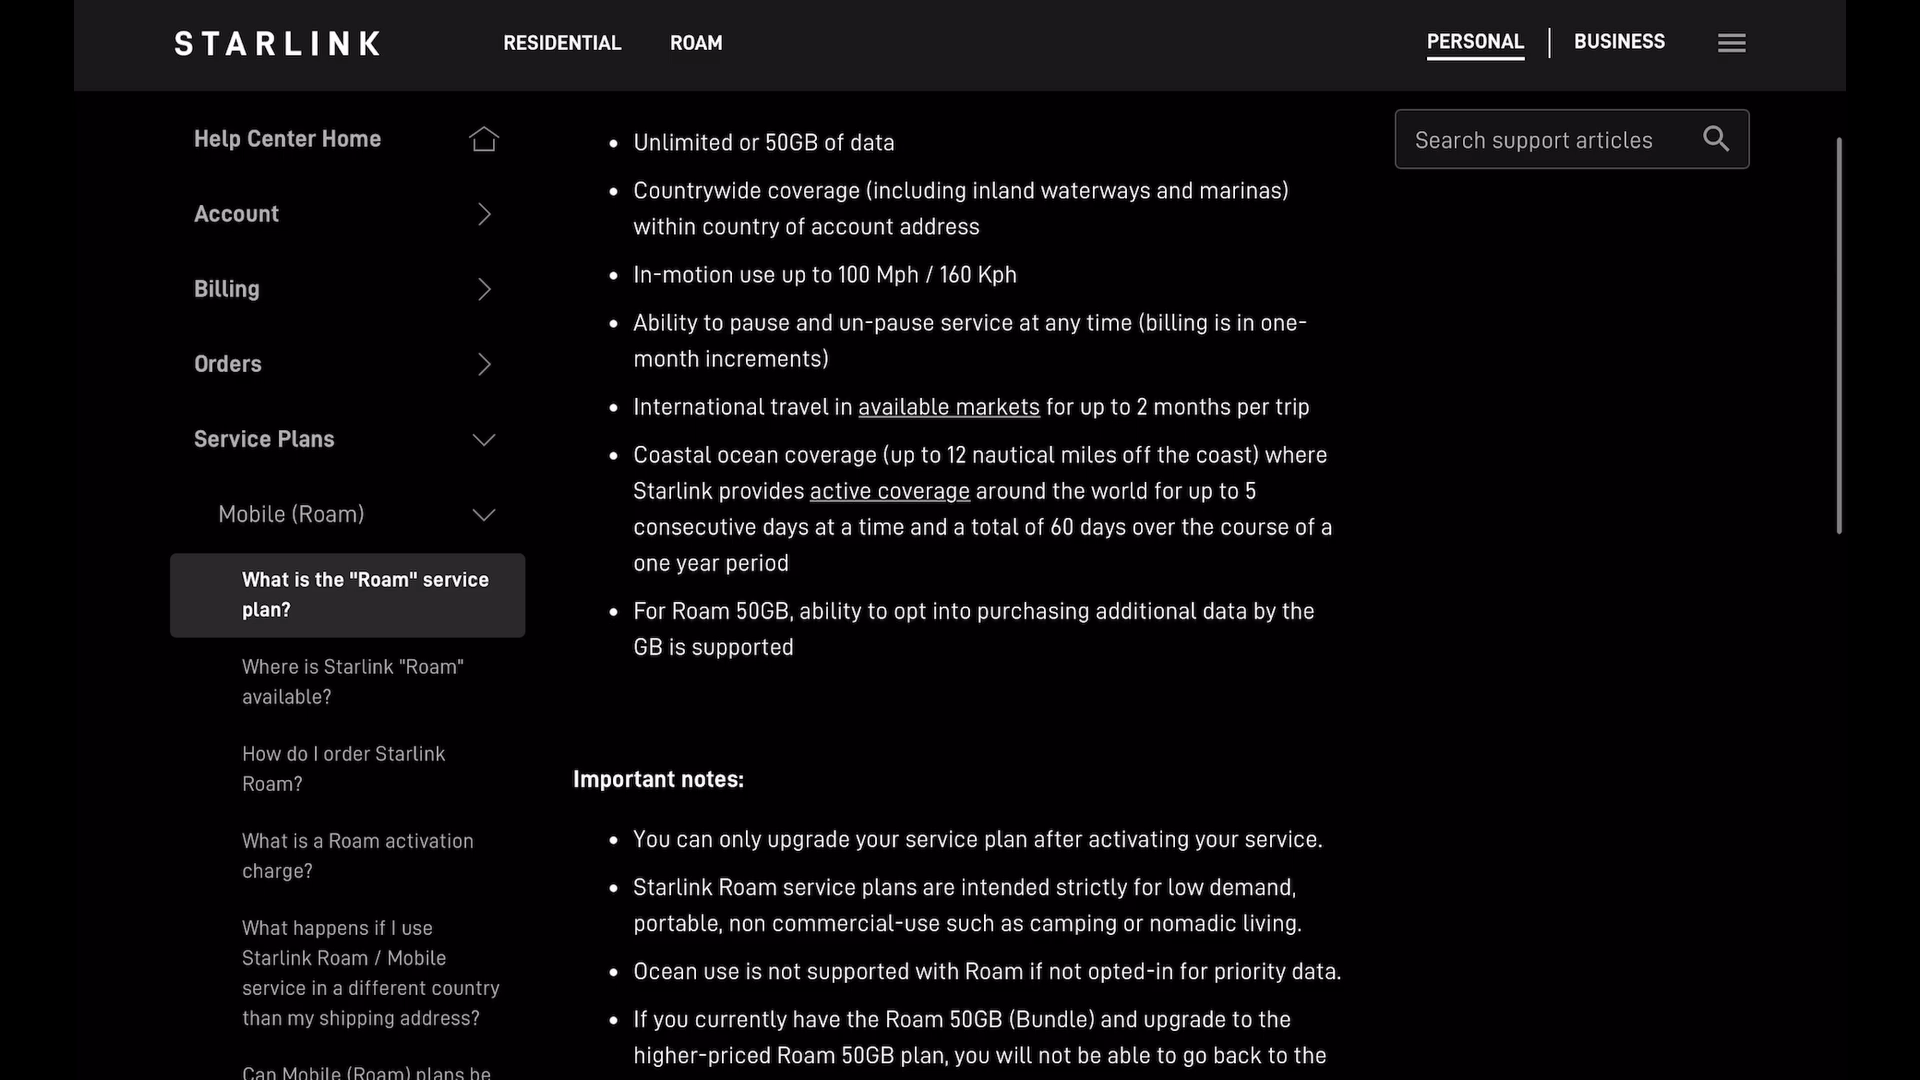 STARLINK
RESIDENTIAL
ROAM
PERSONAL
BUSINESS
Help Center Home
Account
Billing
Orders
Service Plans
Mobile (Roam)
What is the "Roam" service
plan?
Where is Starlink "Roam"
available?
How do I order Starlink
Roam?
What is a Roam activation
charge?
What happens if I use
Starlink Roam / Mobile
service in a different country
than my shipping address?
Can Mobile (Roam) plans be
• Unlimited or 50GB of data
• Countrywide coverage (including inland waterways and marinas)
within country of account address
• In-motion use up to 100 Mph / 160 Kph
• Ability to pause and un-pause service at any time (billing is in one-
month increments)
• International travel in available markets for up to 2 months per trip
• Coastal ocean coverage (up to 12 nautical miles off the coast) where
Starlink provides active coverage around the world for up to 5
consecutive days at a time and a total of 60 days over the course of a
one year period
• For Roam 50GB, ability to opt into purchasing additional data by the
GB is supported
Important notes:
• You can only upgrade your service plan after activating your service.
• Starlink Roam service plans are intended strictly for low demand,
portable, non commercial-use such as camping or nomadic living.
• Ocean use is not supported with Roam if not opted-in for priority data.
• If you currently have the Roam 50GB (Bundle) and upgrade to the
higher-priced Roam 50GB plan, you will not be able to go back to the
Search support articles